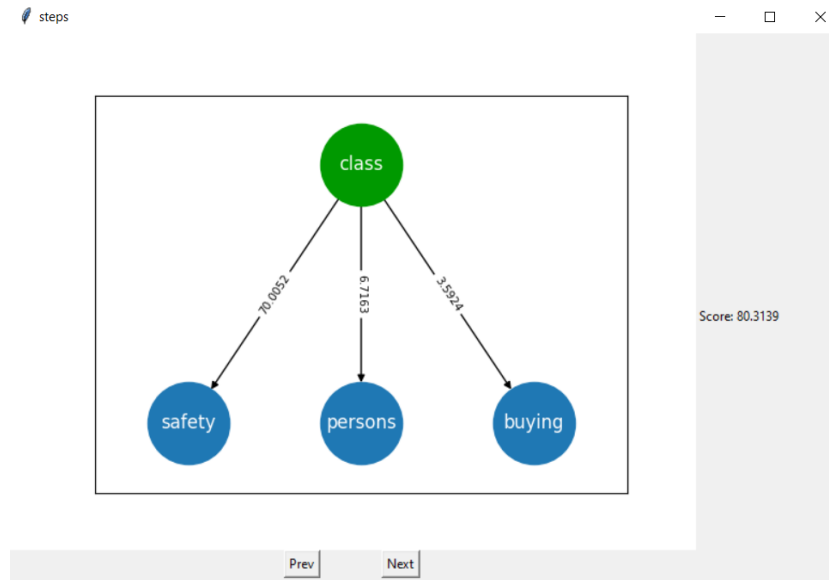 steps
class
70.0052
6.7163
3.5924
Score: 80.3139
safety
persons
buying
Prev
Next